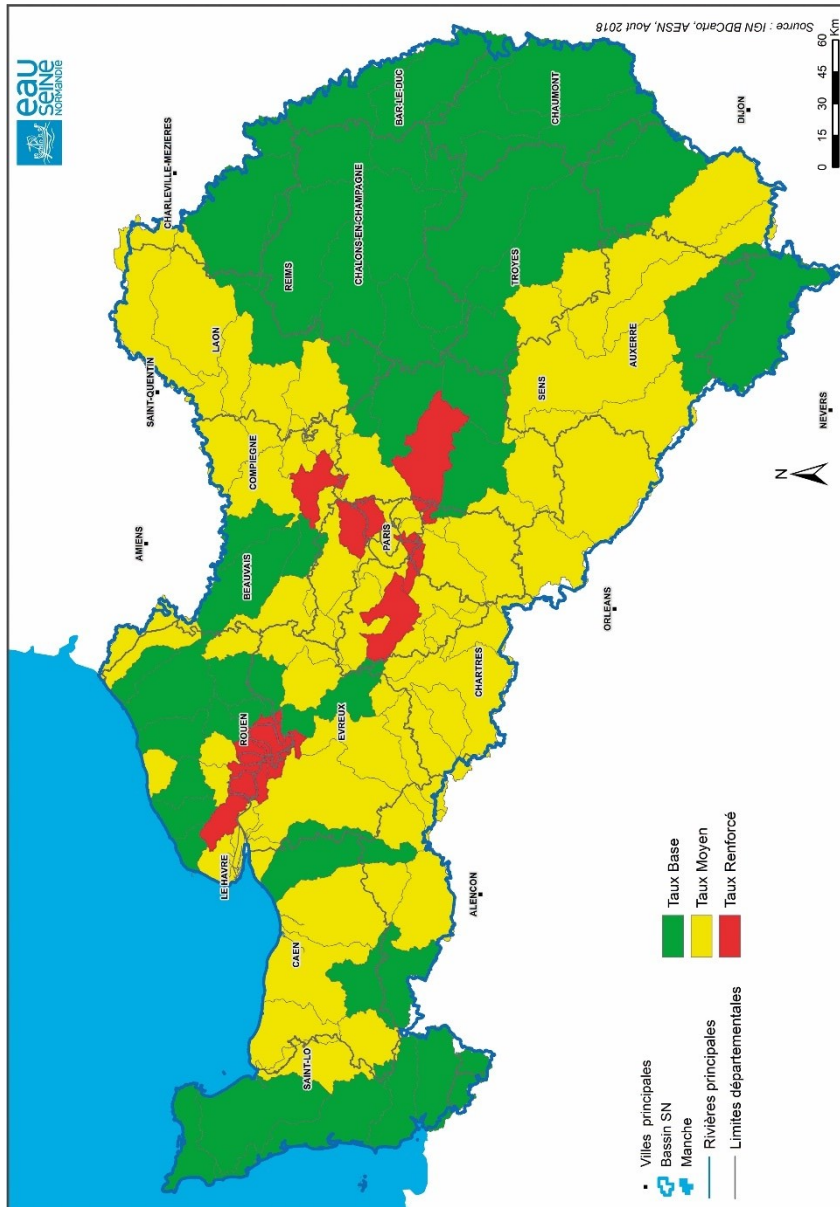 eau
SEINE
NORMANDIE
CHARLEVILLE-MEZIERES
SAINT-QUENTIN
AMIENS
LAON
COMPIEGNE
REIMS
BEAUVAIS
ROUEN
LE HAVRE
CHALONS-EN-CHAMPAGNE
BAR-LE-DUC
CAEN
SAINT-LO
EVREUX
PARIS
TROYES
CHAUMONT
CHARTRES
SENS
ALENÇON
ORLEANS
AUXERRE
DIJON
NEVERS
N
Villes principales
Bassin SN
Manche
Rivières principales
Limites départementales
Taux Base
Taux Moyen
Taux Renforcé
0 15 30 45 60
Km
Source : IGN BDCarto, AESN, Aout 2018